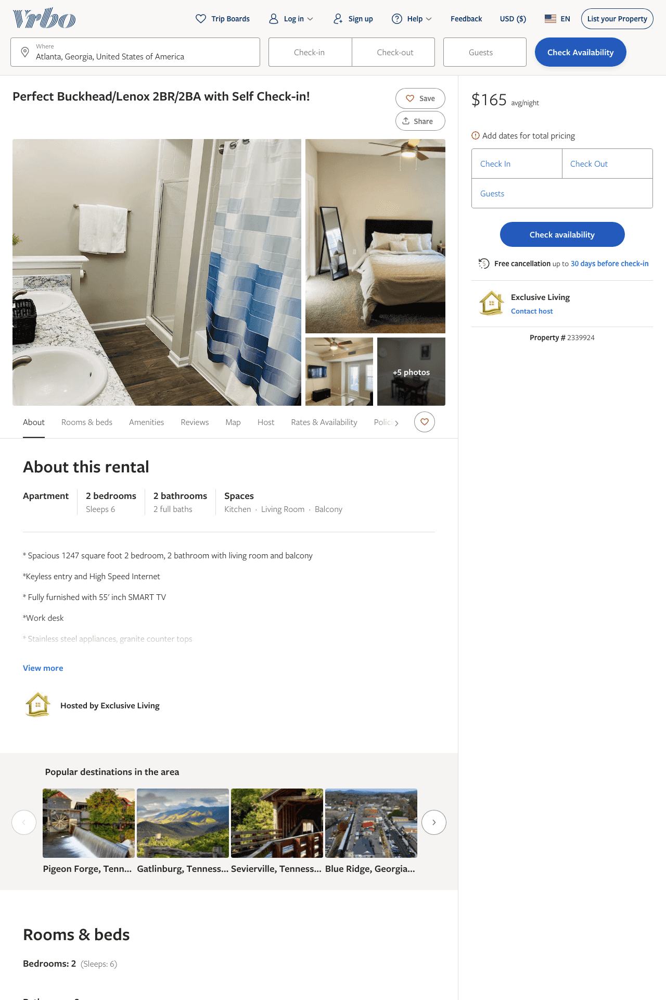 Vrbo
Trip Boards
Log in
Sign up
Help
Feedback
USD ($)
EN
List your Property
Where
Atlanta, Georgia, United States of America
Check-in
Check-out
Guests
Check Availability
Perfect Buckhead/Lenox 2BR/2BA with Self Check-in!
Save
Share
+5 photos
$165 avg/night
Add dates for total pricing
Check In
Check Out
Guests
Check availability
Free cancellation up to 30 days before check-in
Exclusive Living
Contact host
Property # 2339924
About
Rooms & beds
Amenities
Reviews
Map
Host
Rates & Availability
About this rental
Apartment
2 bedrooms
Sleeps 6
2 bathrooms
2 full baths
Spaces
Kitchen · Living Room · Balcony
* Spacious 1247 square foot 2 bedroom, 2 bathroom with living room and balcony
*Keyless entry and High Speed Internet
* Fully furnished with 55′ inch SMART TV
*Work desk
* Stainless steel appliances, granite counter tops
View more
Hosted by Exclusive Living
Popular destinations in the area
Pigeon Forge, Tenn...
Gatlinburg, Tenness...
Sevierville, Tenness...
Blue Ridge, Georgia...
Rooms & beds
Bedrooms: 2 (Sleeps: 6)